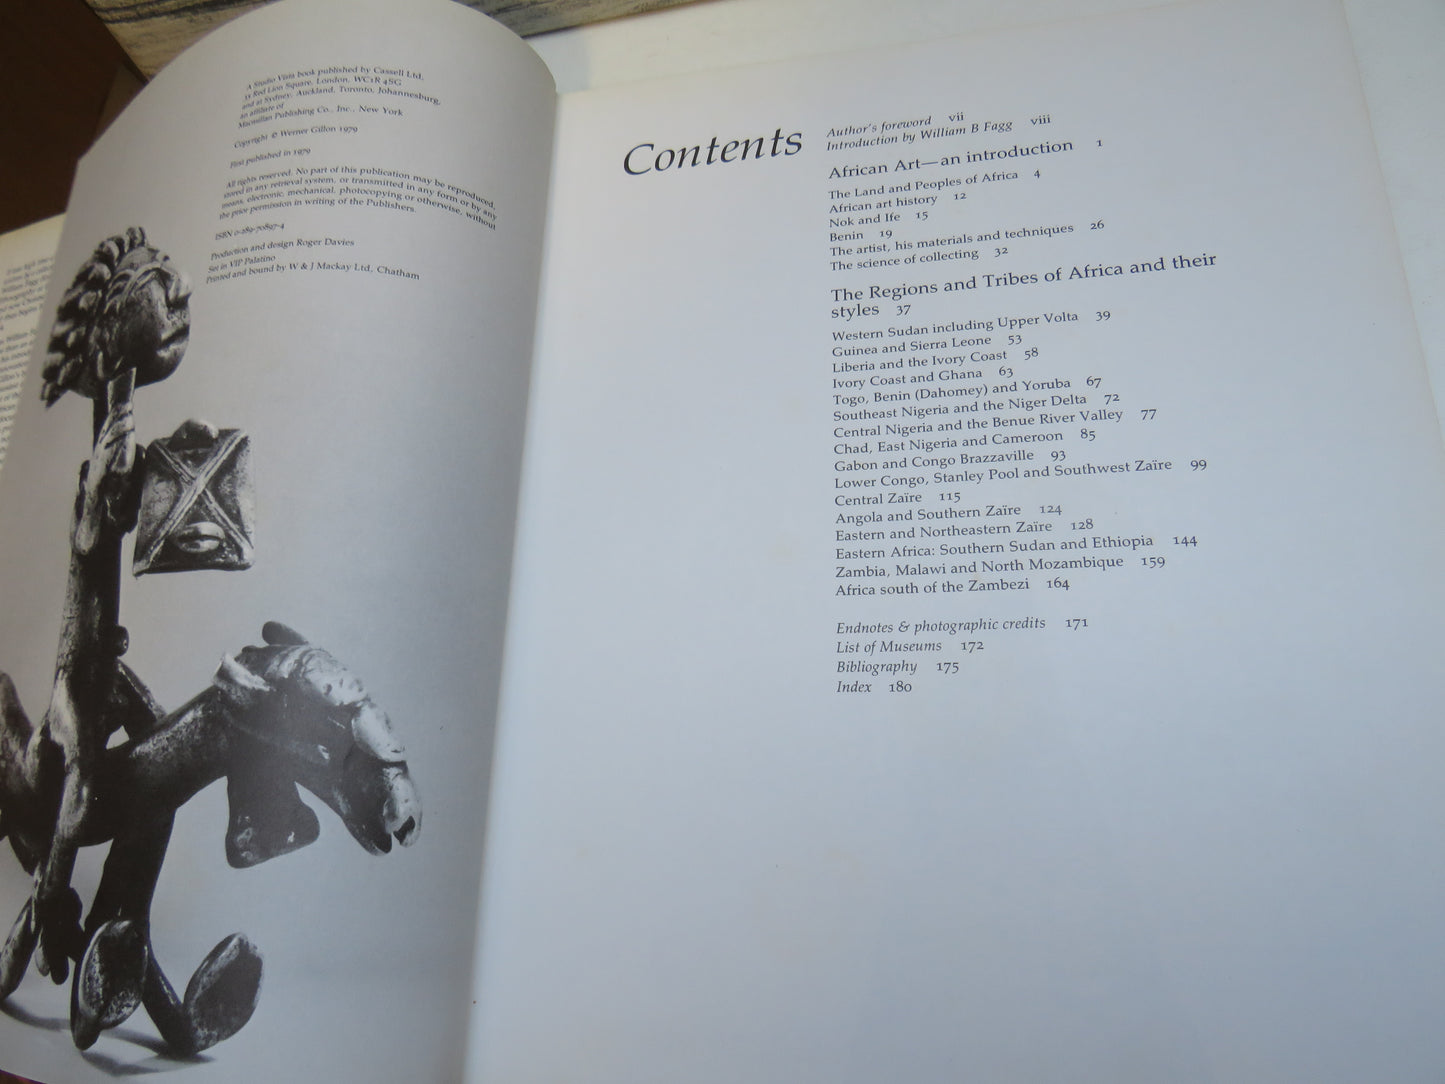 A Studio Vista book published by Cassell Ltd,
35 Red Lion Square, London, WC1R 4SG
and at Sydney, Auckland, Toronto, Johannesburg,
an affiliate of
Macmillan Publishing Co., Inc., New York
Copyright © Werner Gillon 1979
First published in 1979
All rights reserved. No part of this publication may be reproduced,
stored in any retrieval system, or transmitted in any form or by any
means, electronic, mechanical, photocopying or otherwise, without
the prior permission in writing of the Publishers.
ISBN 0-289-70897-4
Production and design Roger Davies
Set in VIP Palatino
Printed and bound by W & J Mackay Ltd, Chatham
Contents
Author's foreword vii
Introduction by William B Fagg viii
African Art—an introduction 1
The Land and Peoples of Africa 4
African art history 12
Nok and Ife 15
Benin 19
The artist, his materials and techniques 26
The science of collecting 32
The Regions and Tribes of Africa and their
styles 37
Western Sudan including Upper Volta 39
Guinea and Sierra Leone 53
Liberia and the Ivory Coast 58
Ivory Coast and Ghana 63
Togo, Benin (Dahomey) and Yoruba 67
Southeast Nigeria and the Niger Delta 72
Central Nigeria and the Benue River Valley 77
Chad, East Nigeria and Cameroon 85
Gabon and Congo Brazzaville 93
Lower Congo, Stanley Pool and Southwest Zaïre 99
Central Zaïre 115
Angola and Southern Zaïre 124
Eastern and Northeastern Zaïre 128
Eastern Africa: Southern Sudan and Ethiopia 144
Zambia, Malawi and North Mozambique 159
Africa south of the Zambezi 164
Endnotes & photographic credits 171
List of Museums 172
Bibliography 175
Index 180